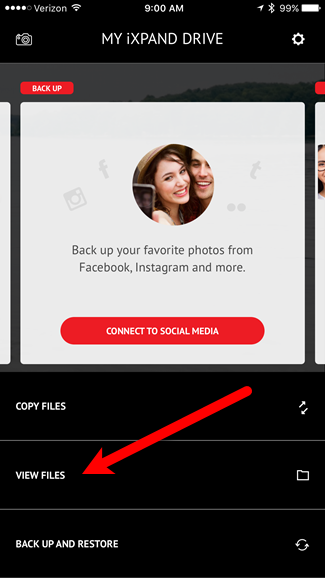 Verizon 9:00 AM 99%
MY iXPAND DRIVE
BACK UP
Back up your favorite photos from
Facebook, Instagram and more.
CONNECT TO SOCIAL MEDIA
COPY FILES
VIEW FILES
BACK UP AND RESTORE